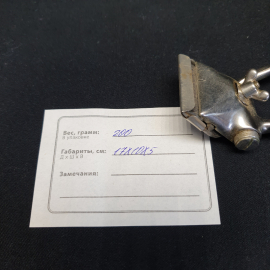 Вес, грамм: 200
В упаковке
Габариты, см: 17х10х5
Д х Ш х В
Замечания: